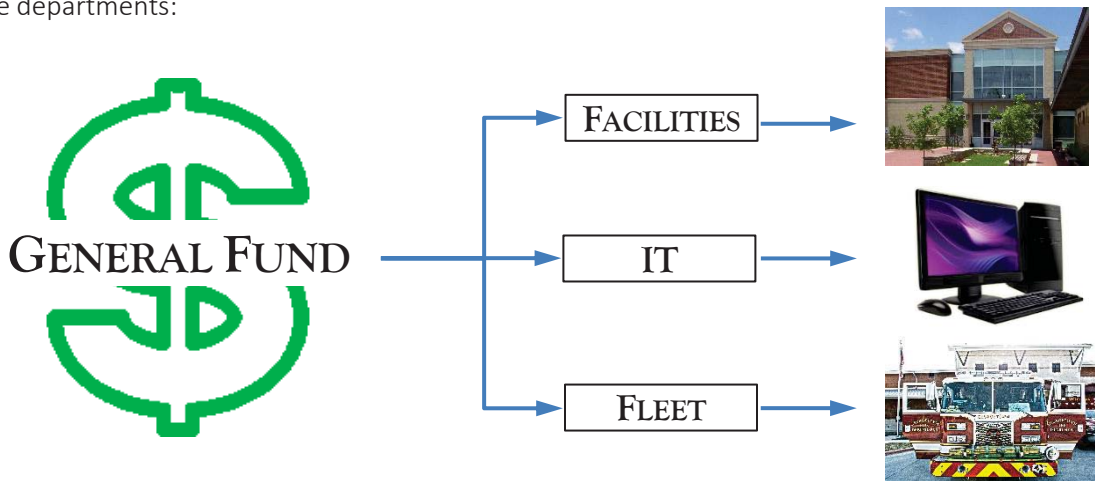 e departments:
FACILITIES
GENERAL FUND
IT
FLEET